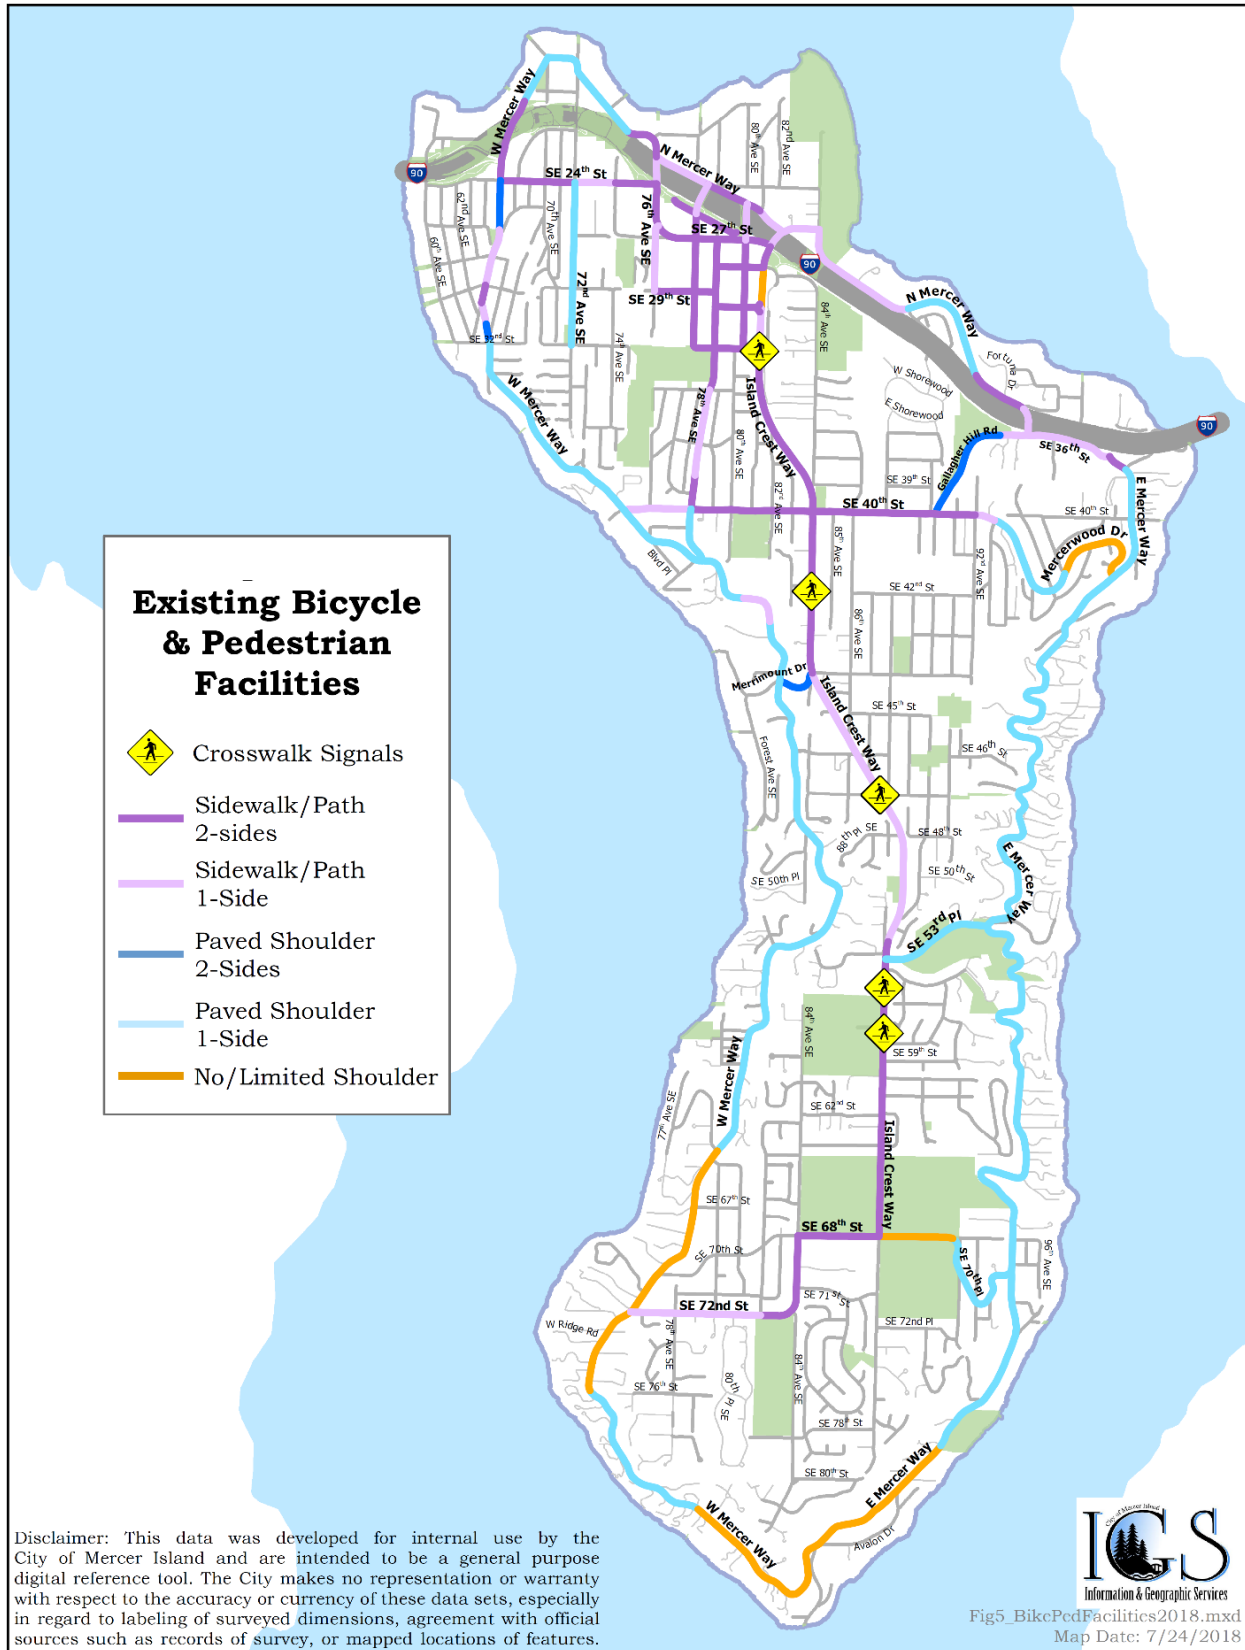 W Mercer Way
90
SE 24th St
N Mercer Way
80th Ave SE
82nd Ave SE
62nd Ave SE
60th Ave SE
70th Ave SE
72nd Ave SE
76th Ave SE
SE 27th St
SE 29th St
90
N Mercer Way
84th Ave SE
74th Ave SE
SE 32nd St
W Mercer Way
78th Ave SE
80th Ave SE
Island Crest Way
82nd Ave SE
W Shorewood
E Shorewood
Fortuna Dr
90
Gallagher Hill Rd
SE 36th St
SE 39th St
SE 40th St
SE 40th St
E Mercer Way
Mercerwood Dr
85th Ave SE
92nd Ave SE
Blvd Pl
SE 42nd St
86th Ave SE
Merrimount Dr
Island Crest Way
SE 45th St
SE 46th St
Forest Ave SE
88th Pl SE
SE 48th St
SE 50th St
SE 50th Pl
E Mercer Way
SE 53rd Pl
84th Ave SE
SE 59th St
W Mercer Way
77th Ave SE
SE 62nd St
Island Crest Way
SE 67th St
SE 68th St
SE 70th St
SE 70th Pl
96th Ave SE
SE 71st St
SE 72nd St
SE 72nd Pl
W Ridge Rd
78th Ave SE
84th Ave SE
SE 76th St
80th Pl SE
SE 78th St
SE 80th St
E Mercer Way
W Mercer Way
Avalon Dr
Existing Bicycle
& Pedestrian
Facilities
Crosswalk Signals
Sidewalk/Path
2-sides
Sidewalk/Path
1-Side
Paved Shoulder
2-Sides
Paved Shoulder
1-Side
No/Limited Shoulder
Disclaimer: This data was developed for internal use by the
City of Mercer Island and are intended to be a general purpose
digital reference tool. The City makes no representation or warranty
with respect to the accuracy or currency of these data sets, especially
in regard to labeling of surveyed dimensions, agreement with official
sources such as records of survey, or mapped locations of features.
City of Mercer Island
IGS
Information & Geographic Services
Fig5_BikePedFacilities2018.mxd
Map Date: 7/24/2018